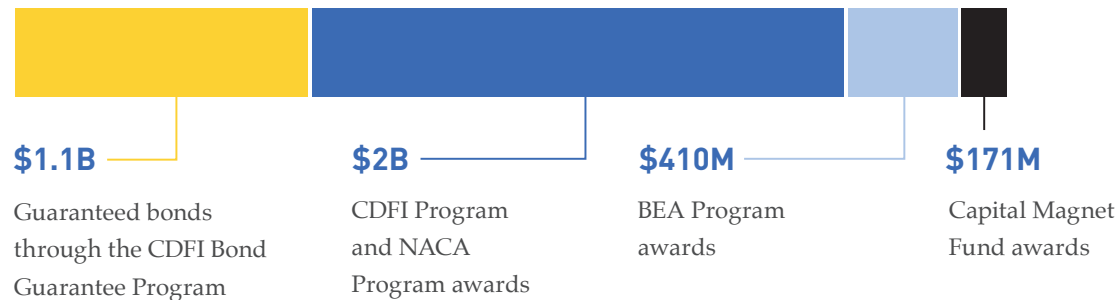 $1.1B
Guaranteed bonds
through the CDFI Bond
Guarantee Program
$2B
CDFI Program
and NACA
Program awards
$410M
BEA Program
awards
$171M
Capital Magnet
Fund awards